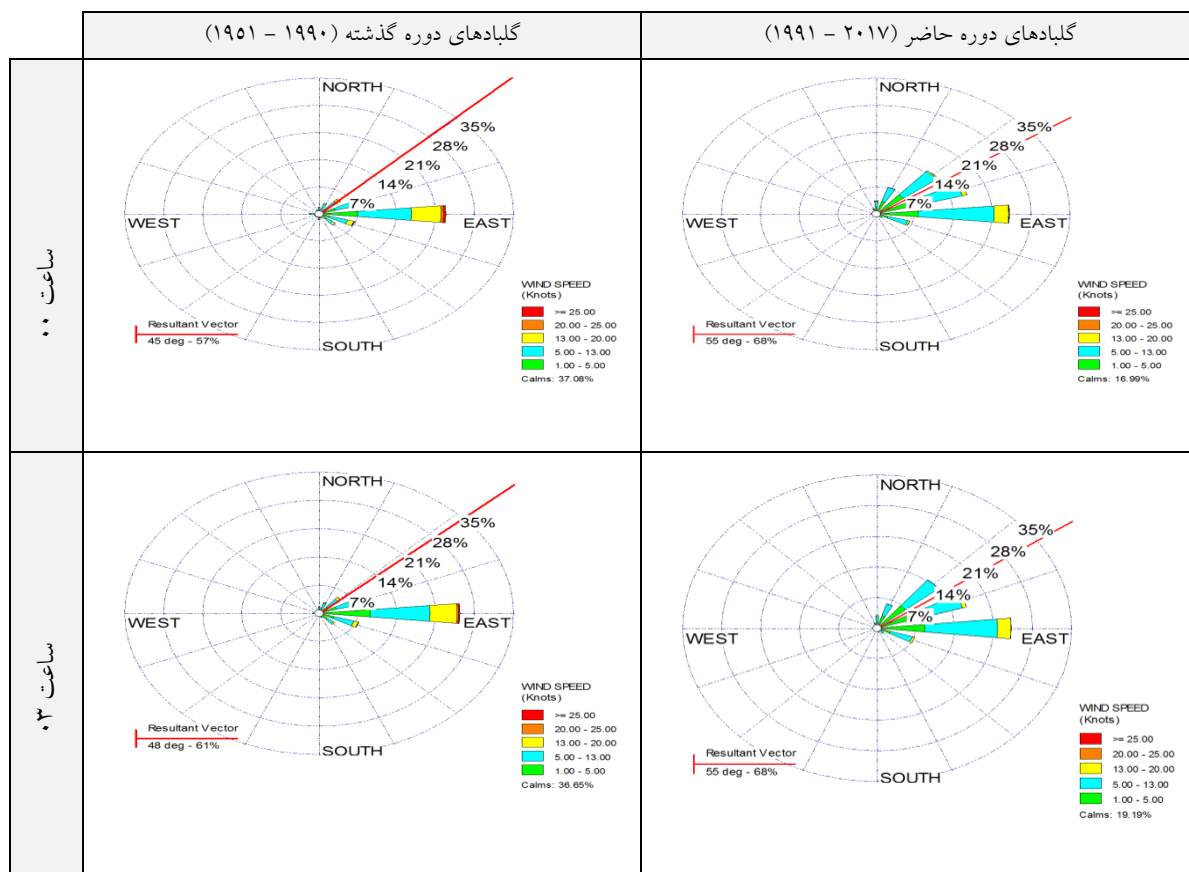 گلبادهای دوره گذشته (۱۹۹۰ – ۱۹۵۱)
گلبادهای دوره حاضر (۲۰۱۷ – ۱۹۹۱)
ساعت ۰۰
NORTH
35%
28%
21%
14%
7%
WEST
EAST
SOUTH
Resultant Vector
45 deg - 57%
WIND SPEED
(Knots)
>= 25.00
20.00 - 25.00
13.00 - 20.00
5.00 - 13.00
1.00 - 5.00
Calms: 37.08%
NORTH
35%
28%
21%
14%
7%
WEST
EAST
SOUTH
Resultant Vector
55 deg - 68%
WIND SPEED
(Knots)
>= 25.00
20.00 - 25.00
13.00 - 20.00
5.00 - 13.00
1.00 - 5.00
Calms: 16.99%
ساعت ۰۳
NORTH
35%
28%
21%
14%
7%
WEST
EAST
SOUTH
Resultant Vector
48 deg - 61%
WIND SPEED
(Knots)
>= 25.00
20.00 - 25.00
13.00 - 20.00
5.00 - 13.00
1.00 - 5.00
Calms: 36.65%
NORTH
35%
28%
21%
14%
7%
WEST
EAST
SOUTH
Resultant Vector
55 deg - 68%
WIND SPEED
(Knots)
>= 25.00
20.00 - 25.00
13.00 - 20.00
5.00 - 13.00
1.00 - 5.00
Calms: 19.19%